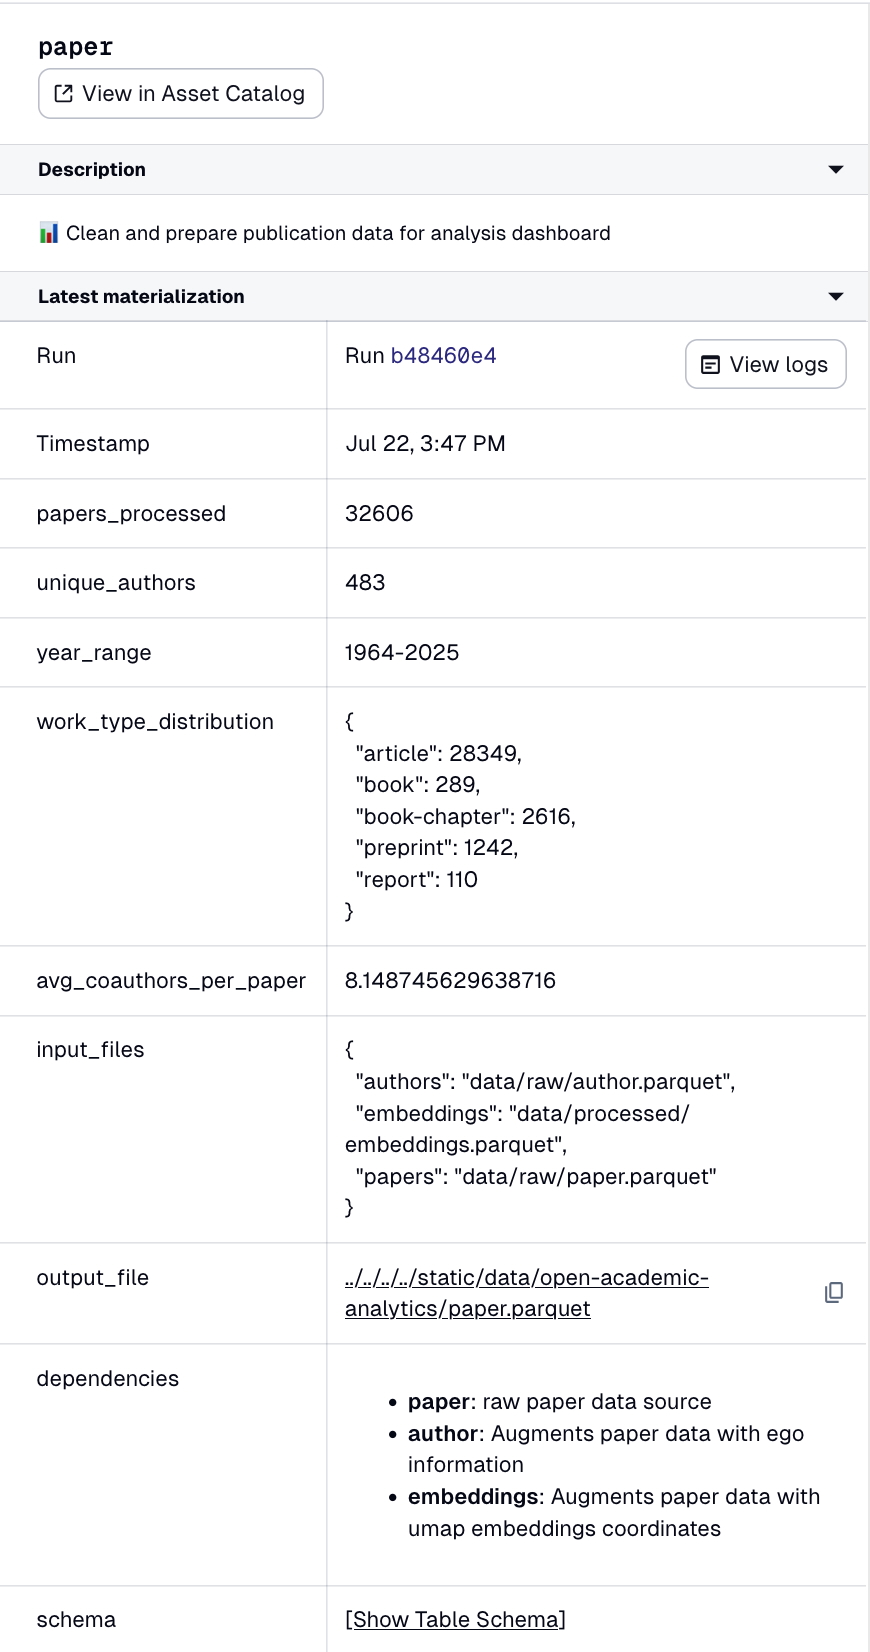 paper
View in Asset Catalog
Description
📊 Clean and prepare publication data for analysis dashboard
Latest materialization
Run
Run b48460e4
View logs
Timestamp
Jul 22, 3:47 PM
papers_processed
32606
unique_authors
483
year_range
1964-2025
work_type_distribution
{
"article": 28349,
"book": 289,
"book-chapter": 2616,
"preprint": 1242,
"report": 110
}
avg_coauthors_per_paper
8.148745629638716
input_files
{
"authors": "data/raw/author.parquet",
"embeddings": "data/processed/
embeddings.parquet",
"papers": "data/raw/paper.parquet"
}
output_file
../../../../static/data/open-academic-
analytics/paper.parquet
dependencies
• paper: raw paper data source
• author: Augments paper data with ego
information
• embeddings: Augments paper data with
umap embeddings coordinates
schema
[Show Table Schema]